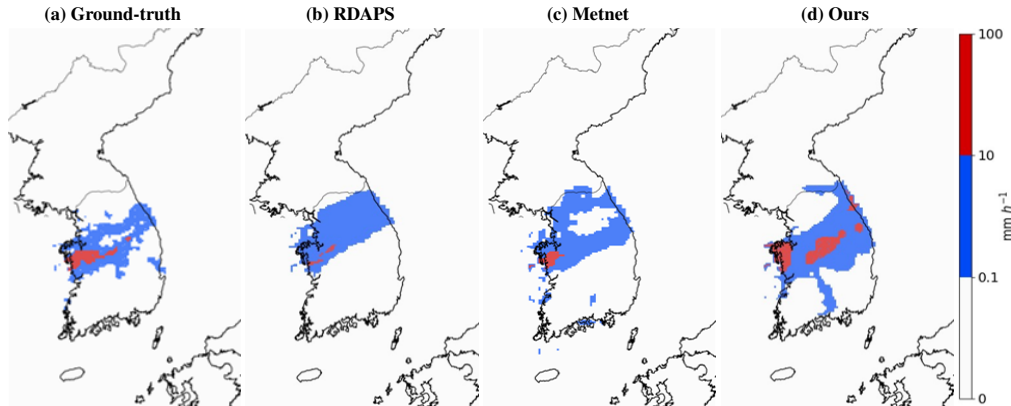 (a) Ground-truth
(b) RDAPS
(c) Metnet
(d) Ours
100
10
0.1
0
mm h⁻¹